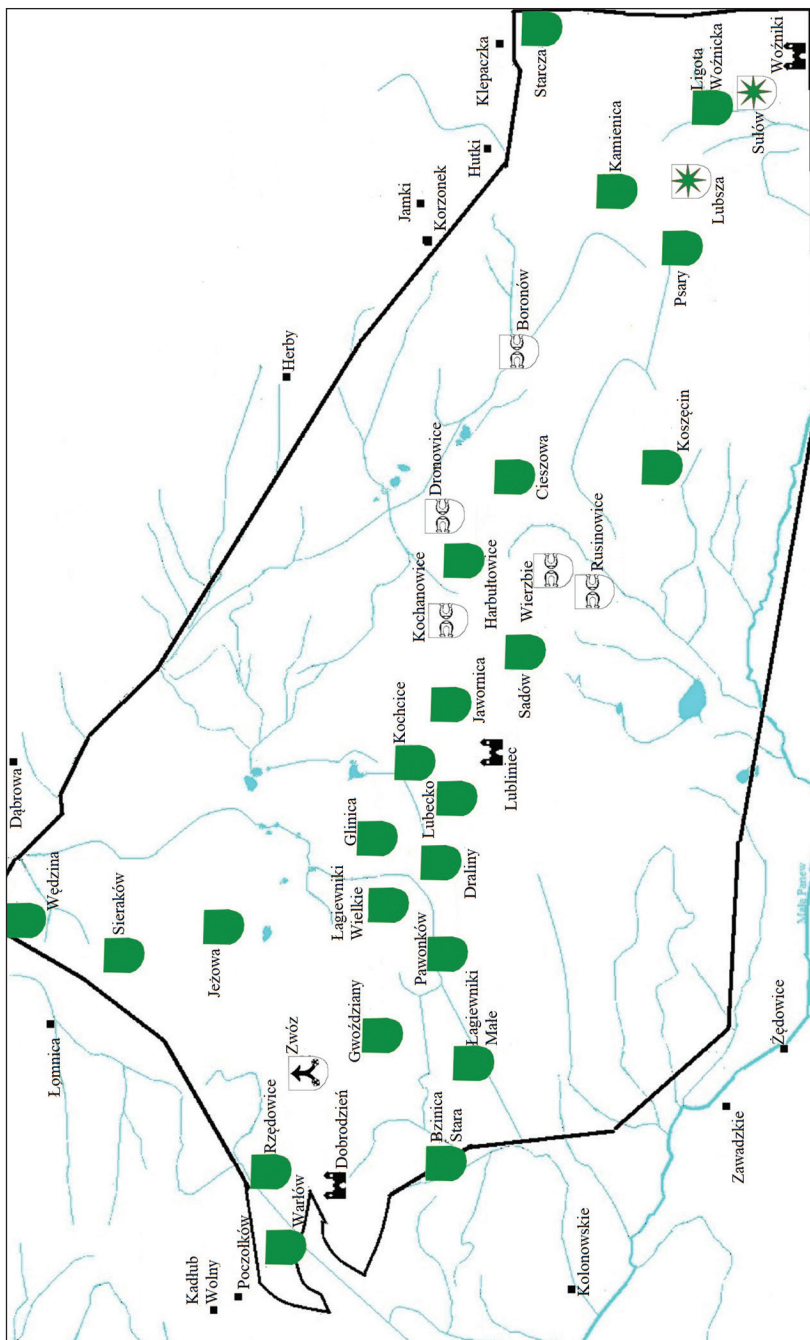 Dąbrowa
Wędzina
Łomnica
Sieraków
Kadłub
Wolny
Jeżowa
Poczołków
Rzędowice
Herby
Zwóz
Warłów
Dobrodzień
Łagiewniki
Wielkie
Glinica
Gwoździany
Kochcice
Jamki
Korzonek
Kochanowice
Lubecko
Pawonków
Dronowice
Bzinica
Stara
Draliny
Hutki
Klepaczka
Jawornica
Łagiewniki
Małe
Harbułtowice
Lubliniec
Boronów
Wierzbie
Sadów
Cieszowa
Starcza
Kolonowskie
Rusinowice
Kamienica
Koszęcin
Psary
Ligota
Woźnicka
Lubsza
Zawadzkie
Sulów
Żędowice
Woźniki
Mała Panew